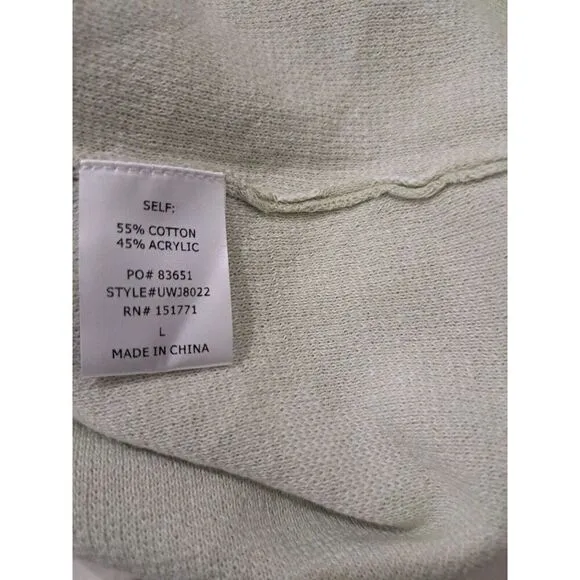 SELF:
55% COTTON
45% ACRYLIC
PO# 83651
STYLE#UWJ8022
RN# 151771
L
MADE IN CHINA